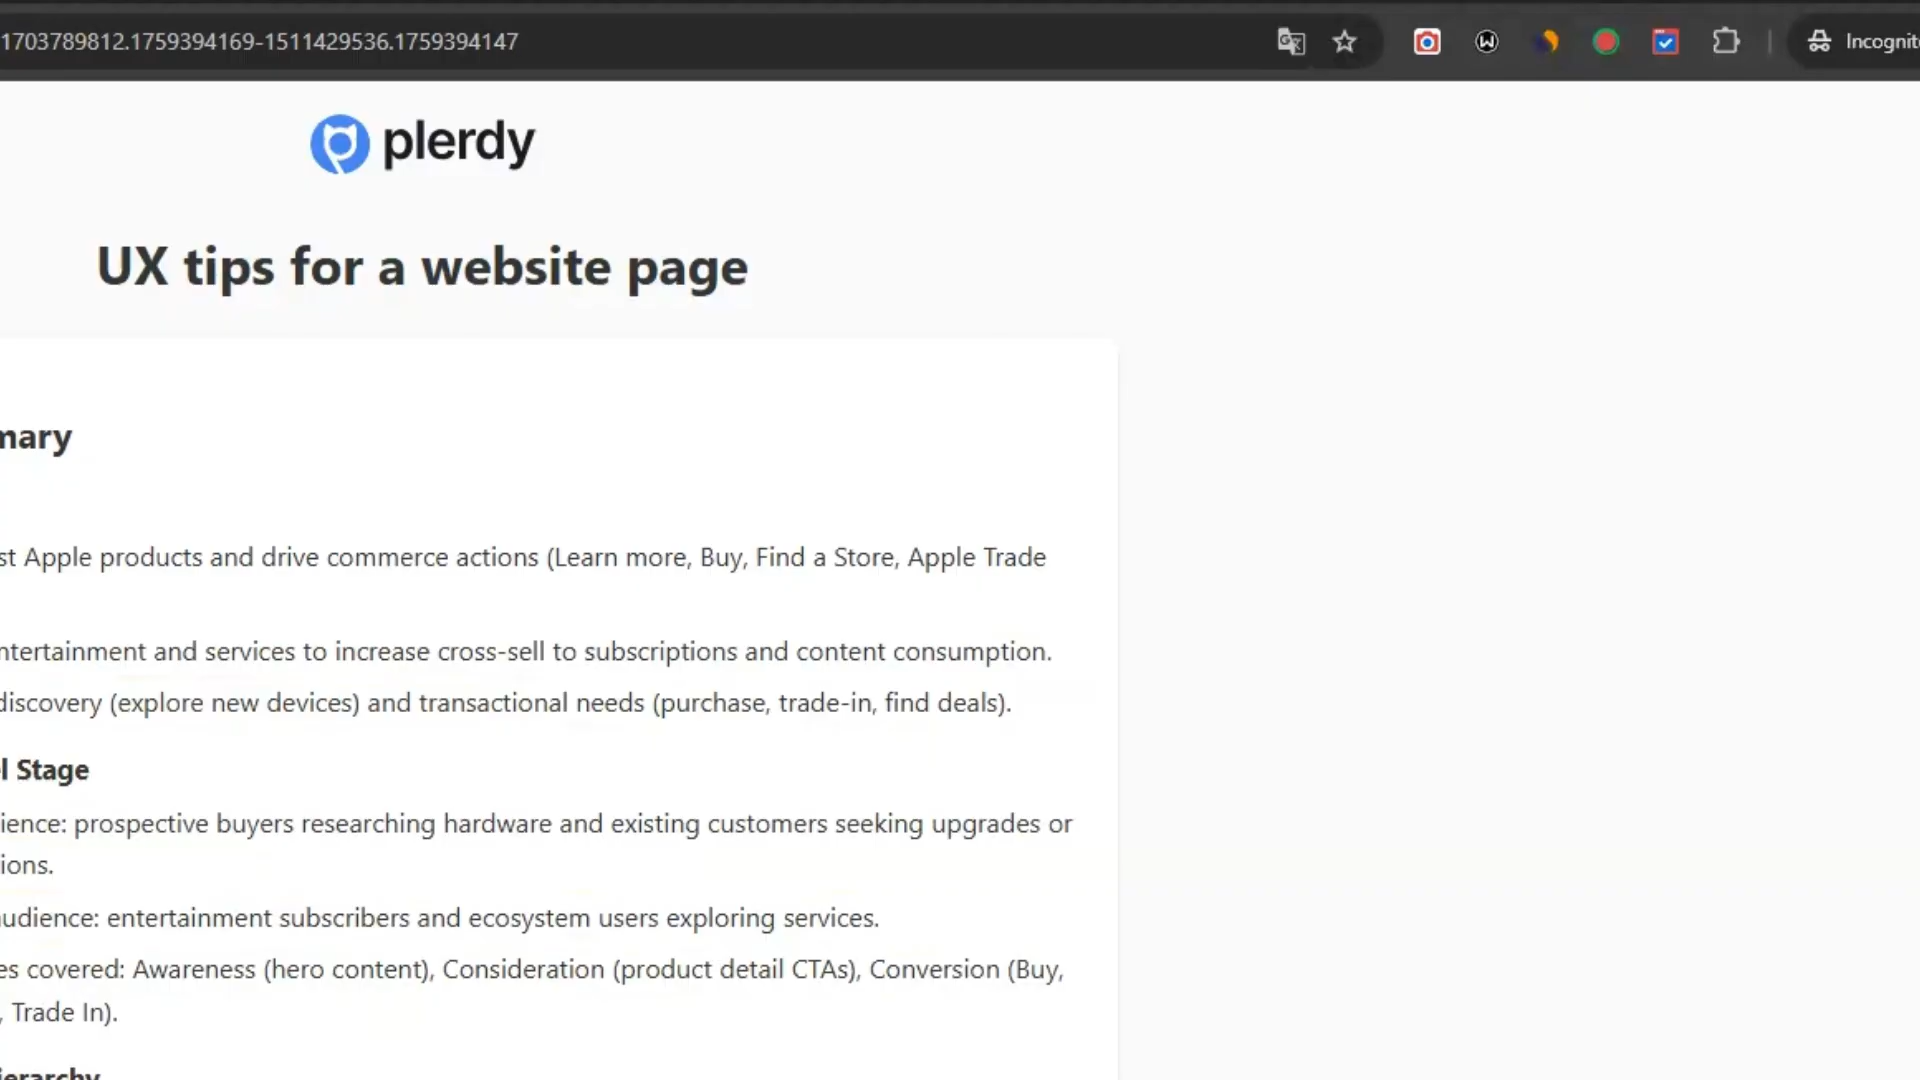 1703789812.1759394169-1511429536.1759394147
Incognito
plerdy
UX tips for a website page
mary
st Apple products and drive commerce actions (Learn more, Buy, Find a Store, Apple Trade
ntertainment and services to increase cross-sell to subscriptions and content consumption.
discovery (explore new devices) and transactional needs (purchase, trade-in, find deals).
l Stage
ience: prospective buyers researching hardware and existing customers seeking upgrades or
ions.
udience: entertainment subscribers and ecosystem users exploring services.
es covered: Awareness (hero content), Consideration (product detail CTAs), Conversion (Buy,
, Trade In).
ierarchy